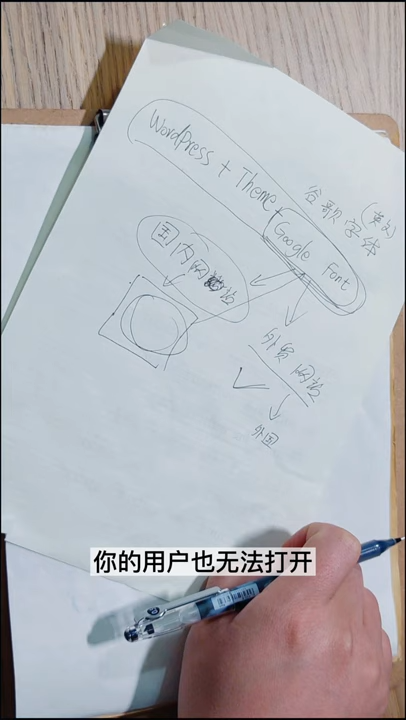 WordPress + Theme +
Google Font
谷歌字体
(英文)
国内网站
外贸网站
外国
你的用户也无法打开